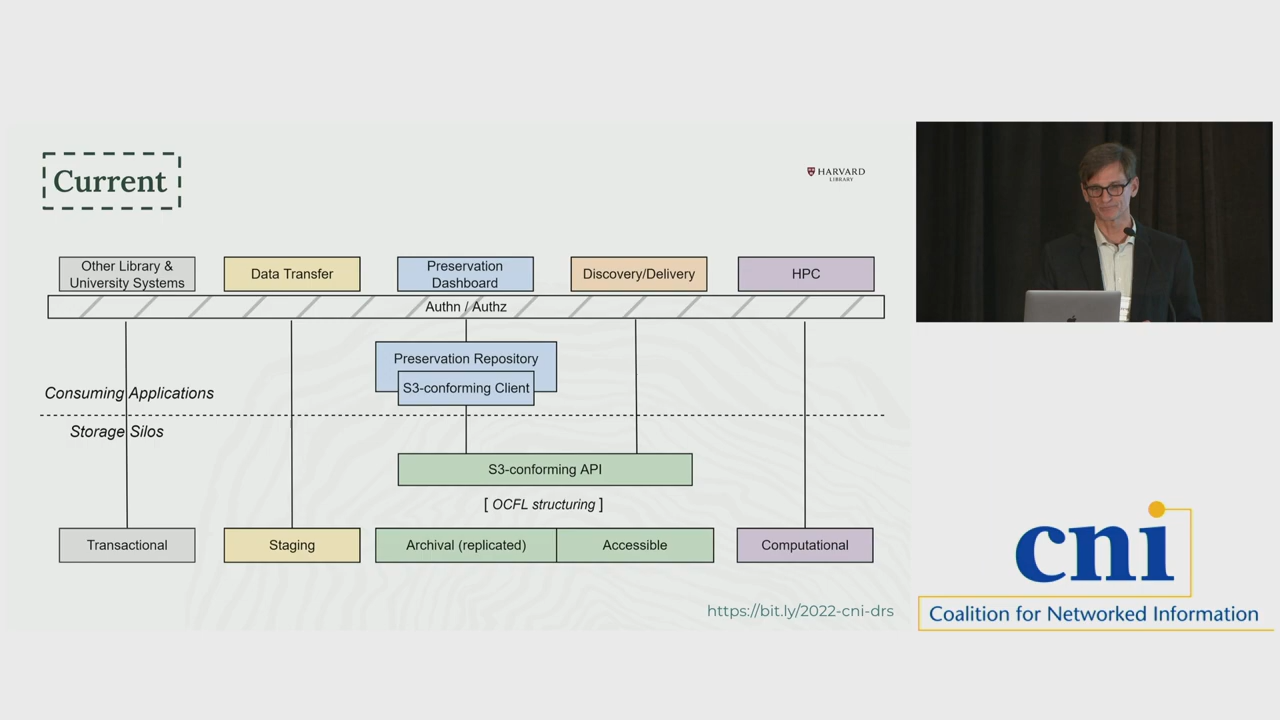 Current
HARVARD
LIBRARY
Other Library &
University Systems
Data Transfer
Preservation
Dashboard
Discovery/Delivery
HPC
Authn / Authz
Preservation Repository
S3-conforming Client
Consuming Applications
Storage Silos
S3-conforming API
[ OCFL structuring ]
Transactional
Staging
Archival (replicated)
Accessible
Computational
https://bit.ly/2022-cni-drs
cni
Coalition for Networked Information